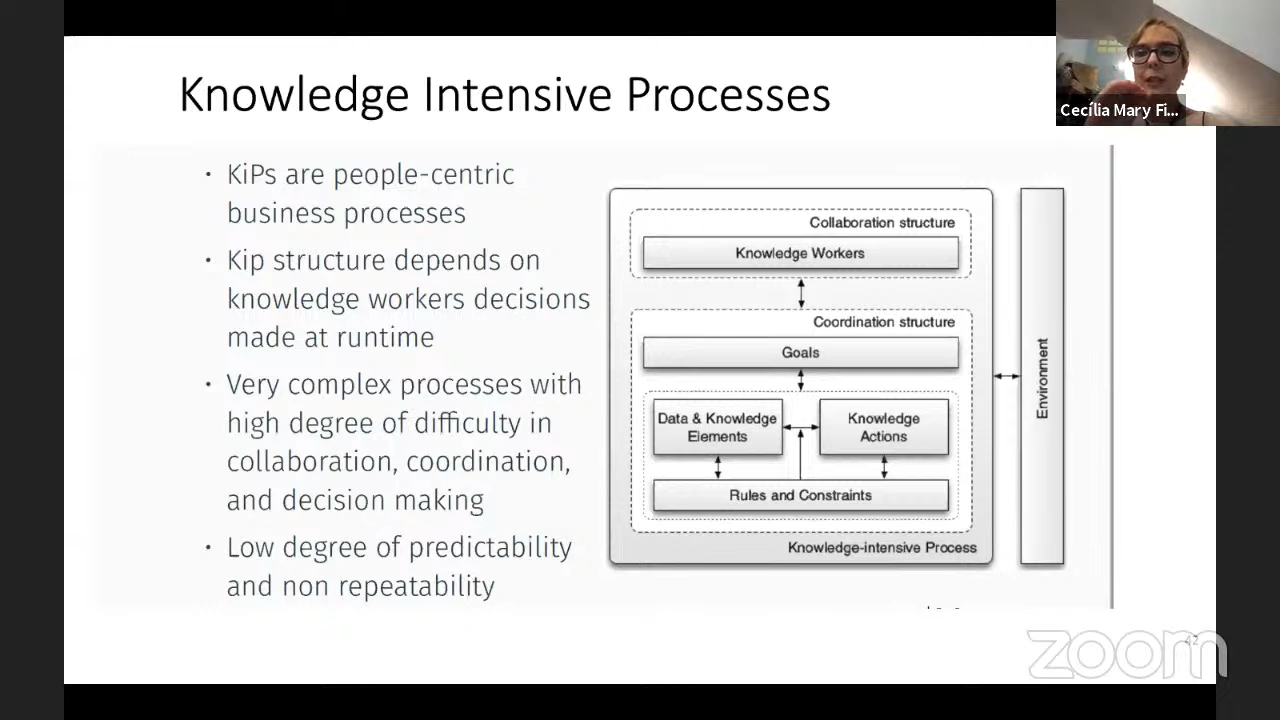 Knowledge Intensive Processes
Cecília Mary Fi...
• KiPs are people-centric
business processes
• Kip structure depends on
knowledge workers decisions
made at runtime
• Very complex processes with
high degree of difficulty in
collaboration, coordination,
and decision making
• Low degree of predictability
and non repeatability
Collaboration structure
Knowledge Workers
Coordination structure
Goals
Data & Knowledge
Elements
Knowledge
Actions
Rules and Constraints
Knowledge-intensive Process
Environment
42
zoom